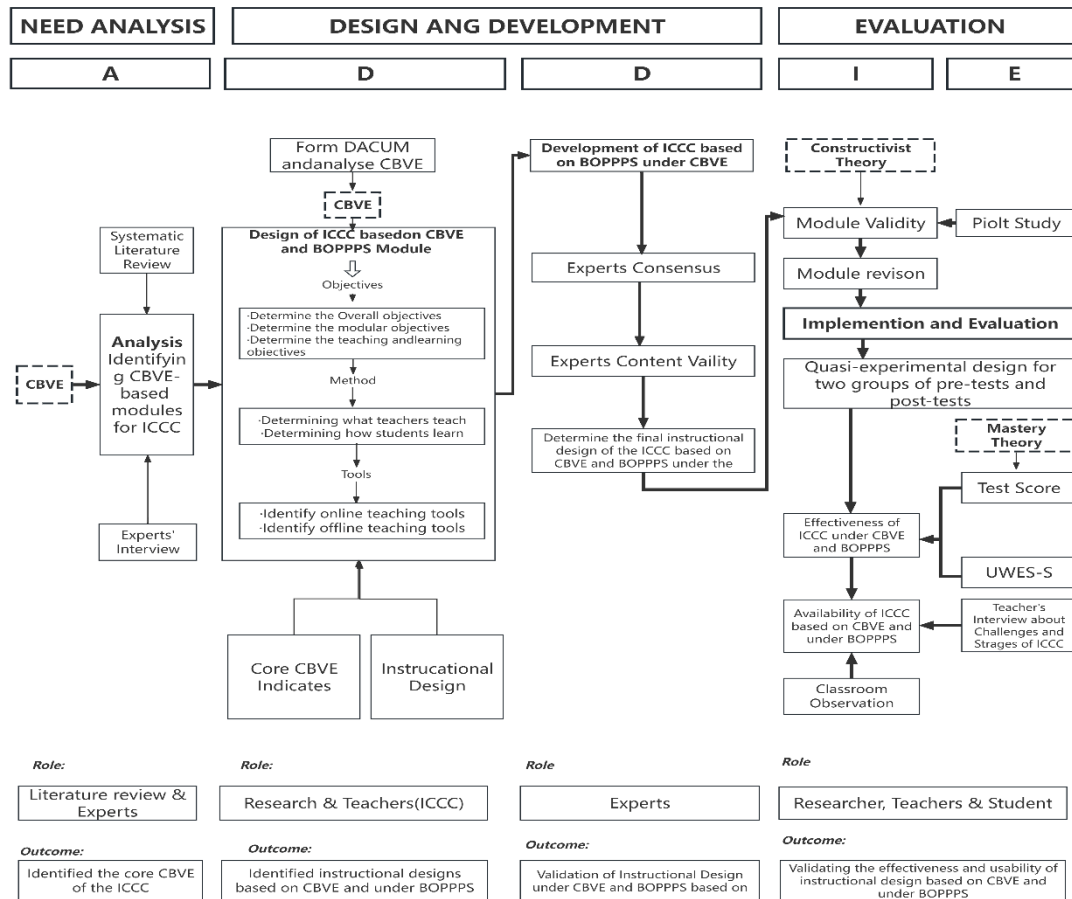 NEED ANALYSIS
DESIGN ANG DEVELOPMENT
EVALUATION
A
D
D
I
E
Form DACUM
andanalyse CBVE
CBVE
Systematic
Literature
Review
CBVE
Analysis
Identifyin
g CBVE-
based
modules
for ICCC
Experts'
Interview
Design of ICCC basedon CBVE
and BOPPPS Module
Objectives
·Determine the Overall objectives
·Determine the modular objectives
·Determine the teaching andlearning
obiectives
Method
·Determining what teachers teach
·Determining how students learn
Tools
·Identify online teaching tools
·Identify offline teaching tools
Core CBVE
Indicates
Instrucational
Design
Development of ICCC based
on BOPPPS under CBVE
Experts Consensus
Experts Content Vaility
Determine the final instructional
design of the ICCC based on
CBVE and BOPPPS under the
Constructivist
Theory
Module Validity
Piolt Study
Module revison
Implemention and Evaluation
Quasi-experimental design for
two groups of pre-tests and
post-tests
Mastery
Theory
Test Score
Effectiveness of
ICCC under CBVE
and BOPPPS
UWES-S
Availability of ICCC
based on CBVE and
under BOPPPS
Teacher's
Interview about
Challenges and
Strages of ICCC
Classroom
Observation
Role:
Role:
Role
Role
Literature review &
Experts
Research & Teachers(ICCC)
Experts
Researcher, Teachers & Student
Outcome:
Outcome:
Outcome:
Outcome:
Identified the core CBVE
of the ICCC
Identified instructional designs
based on CBVE and under BOPPPS
Validation of Instructional Design
under CBVE and BOPPPS based on
Validating the effectiveness and usability of
instructional design based on CBVE and
under BOPPPS